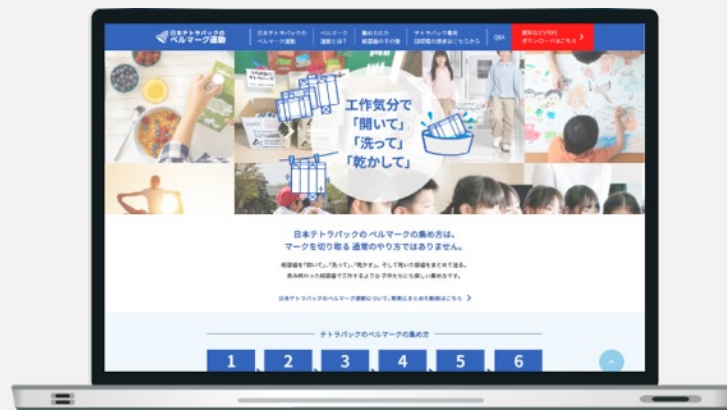 日本テトラパックの
ベルマーク運動
日本テトラパックの
ベルマーク運動
ベルマーク
運動とは?
集められた
紙容器のその後
テトラパック専用
回収箱の請求はこちらから
Q&A
資料など(PDF)
ダウンロードはこちら
工作気分で
「開いて」
「洗って」
「乾かして」
日本テトラパックの ベルマークの集め方は、
マークを切り取る 通常のやり方ではありません。
紙容器を「開いて」、「洗って」、「乾かす」。そして乾いた容器をまとめて送る。
飲み終わった紙容器で工作するような 子供たちにも楽しい集め方です。
日本テトラパックのベルマーク運動について、簡単にまとめた動画はこちら
テトラパックのベルマークの集め方
1 2 3 4 5 6